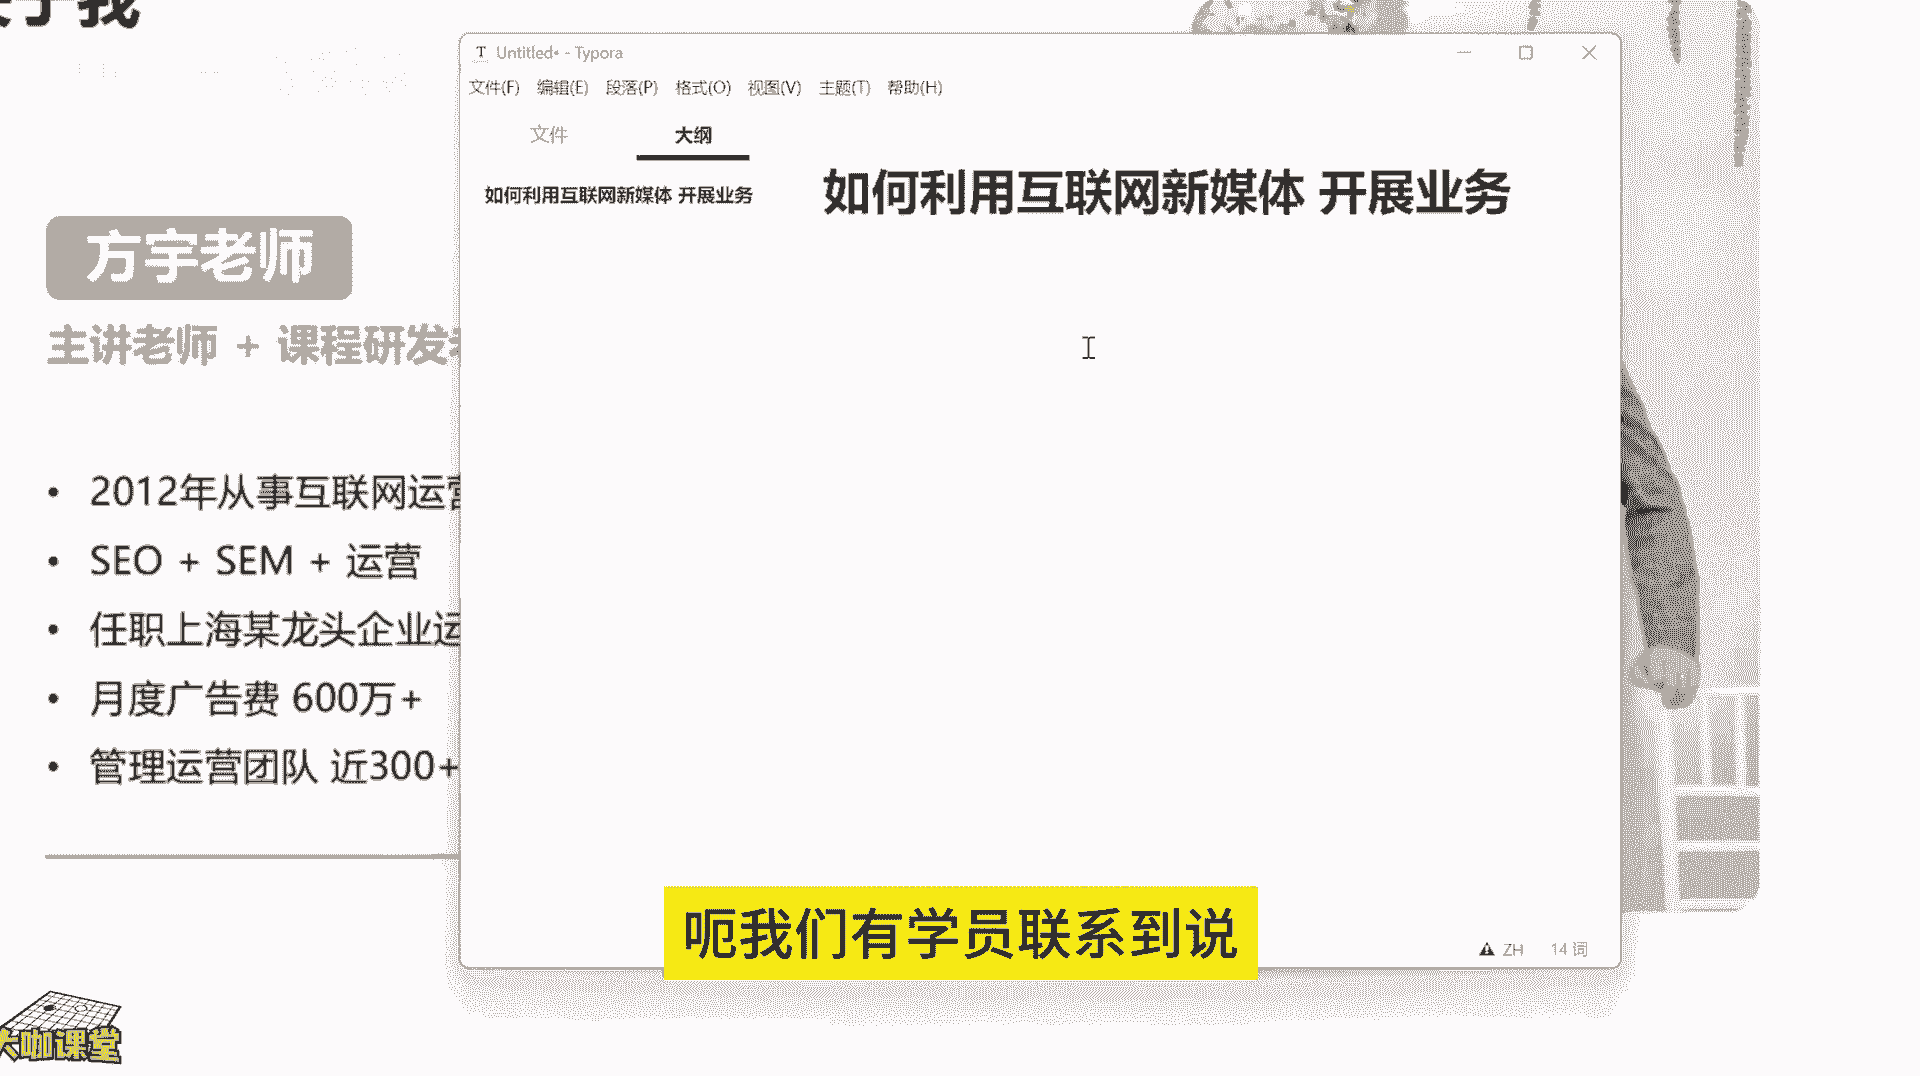 于我
方宇老师
主讲老师 + 课程研发
2012年从事互联网运营
SEO + SEM + 运营
任职上海某龙头企业运
月度广告费 600万+
管理运营团队 近300+
Untitled• - Typora
文件(F) 编辑(E) 段落(P) 格式(O) 视图(V) 主题(T) 帮助(H)
文件 大纲
如何利用互联网新媒体 开展业务
如何利用互联网新媒体 开展业务
呃我们有学员联系到说
ZH 14 词
大咖课堂